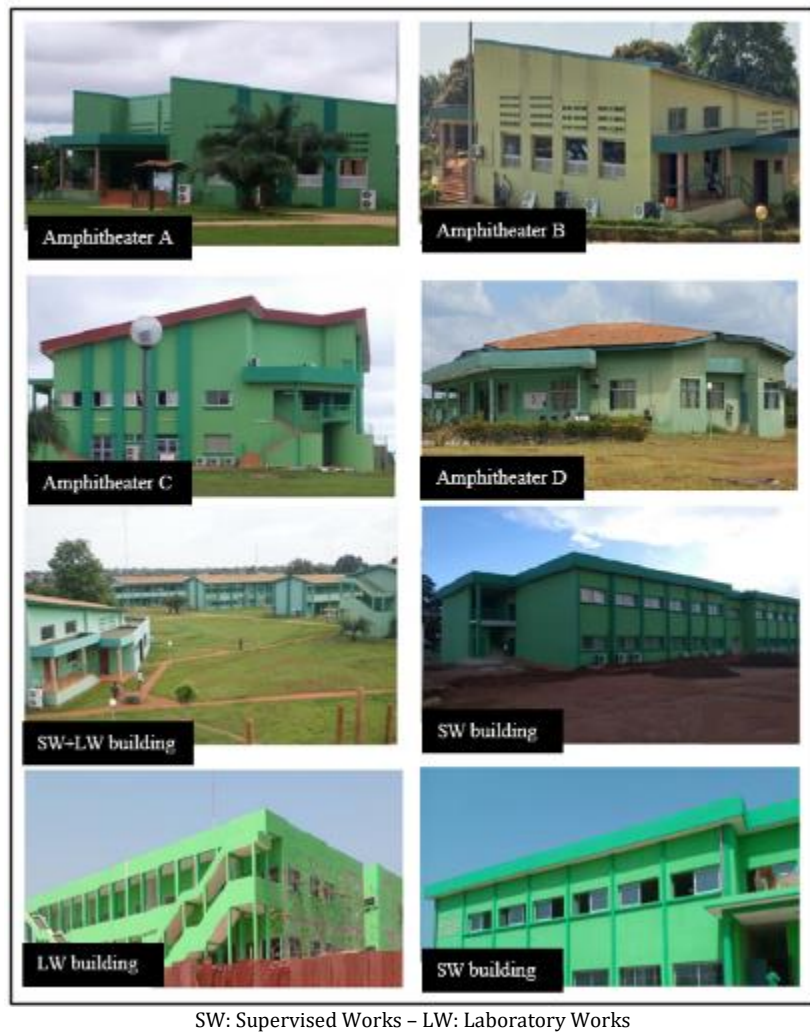 Amphitheater A
Amphitheater B
Amphitheater C
Amphitheater D
SW+LW building
SW building
LW building
SW building
SW: Supervised Works – LW: Laboratory Works